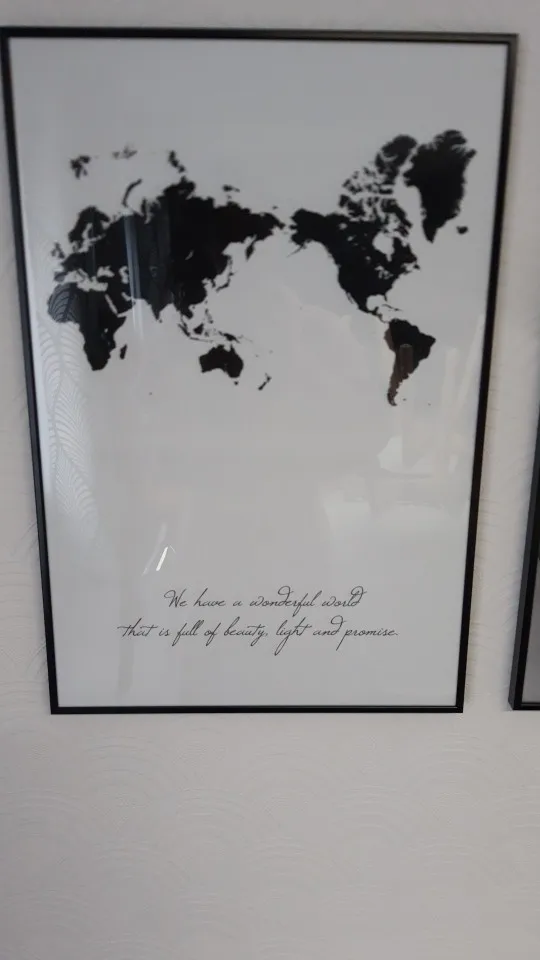 We have a wonderful world
that is full of beauty, light and promise.